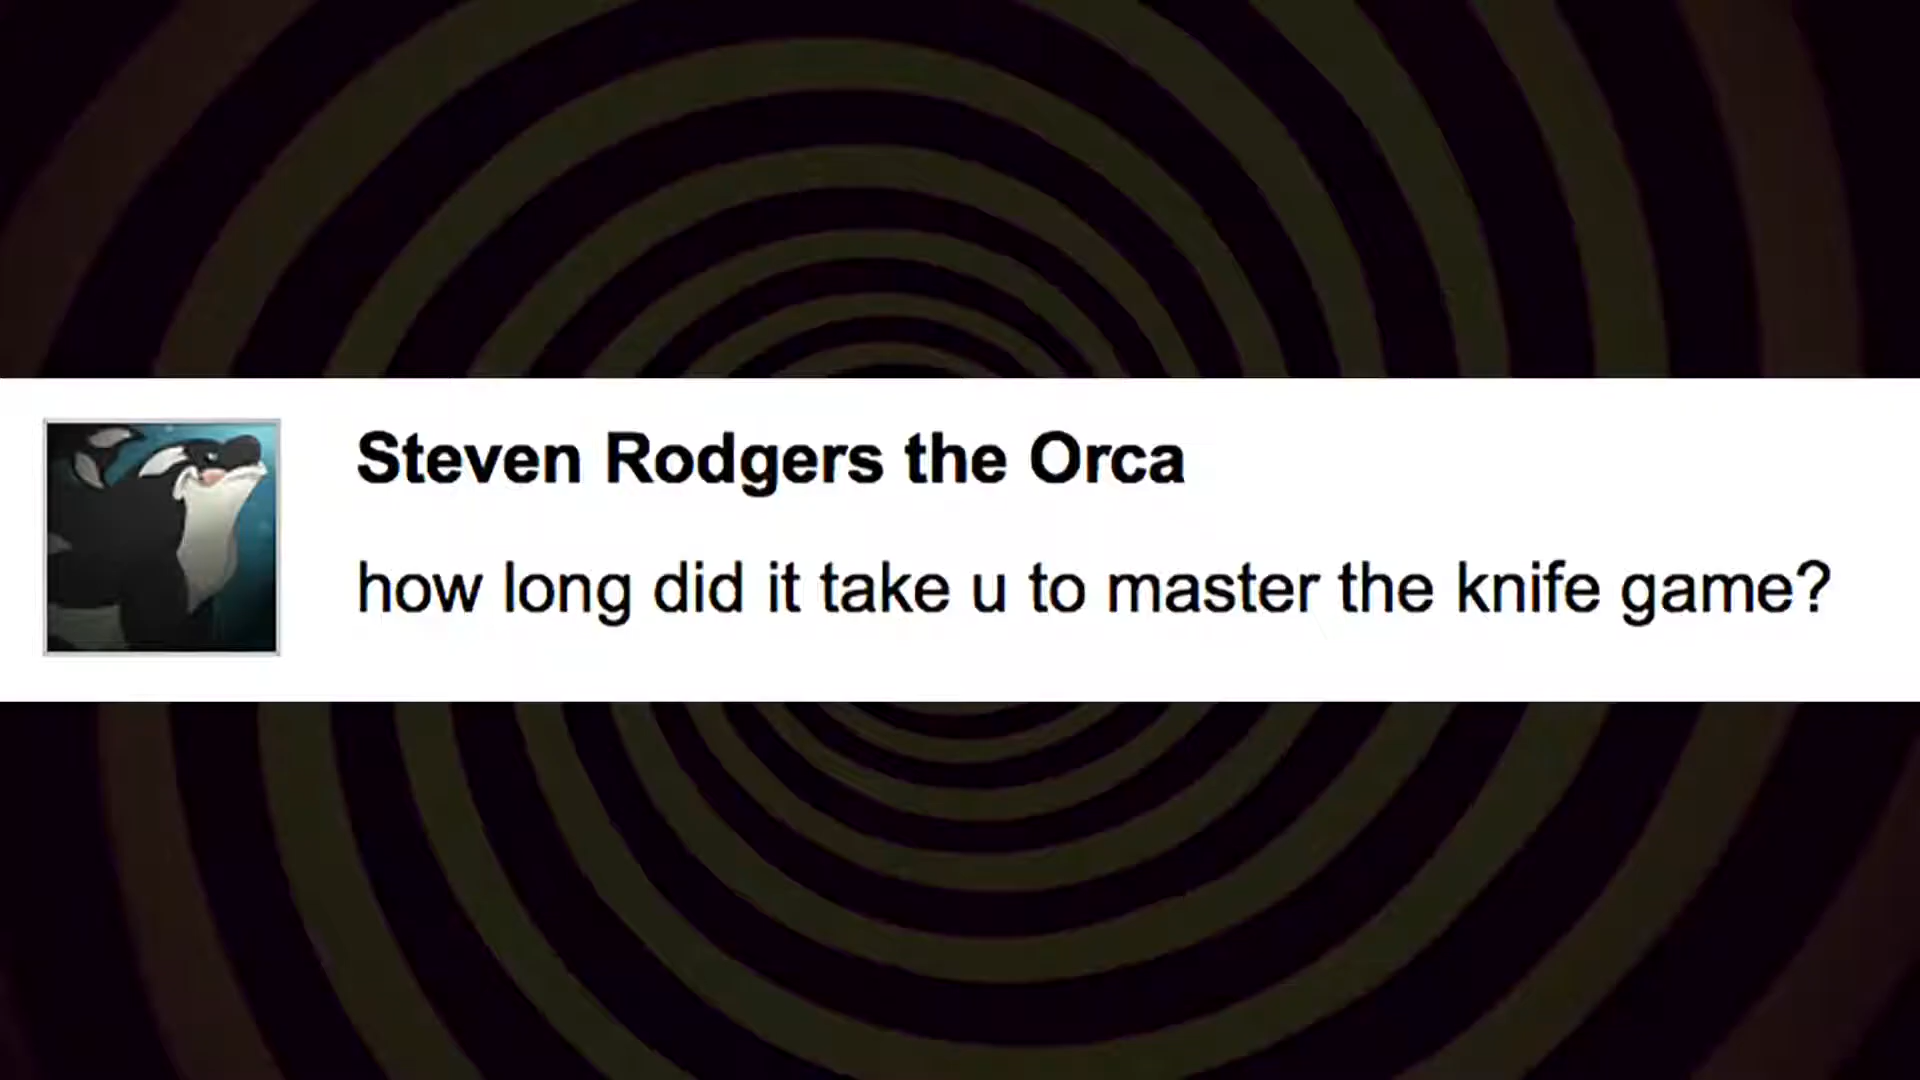 Steven Rodgers the Orca
how long did it take u to master the knife game?